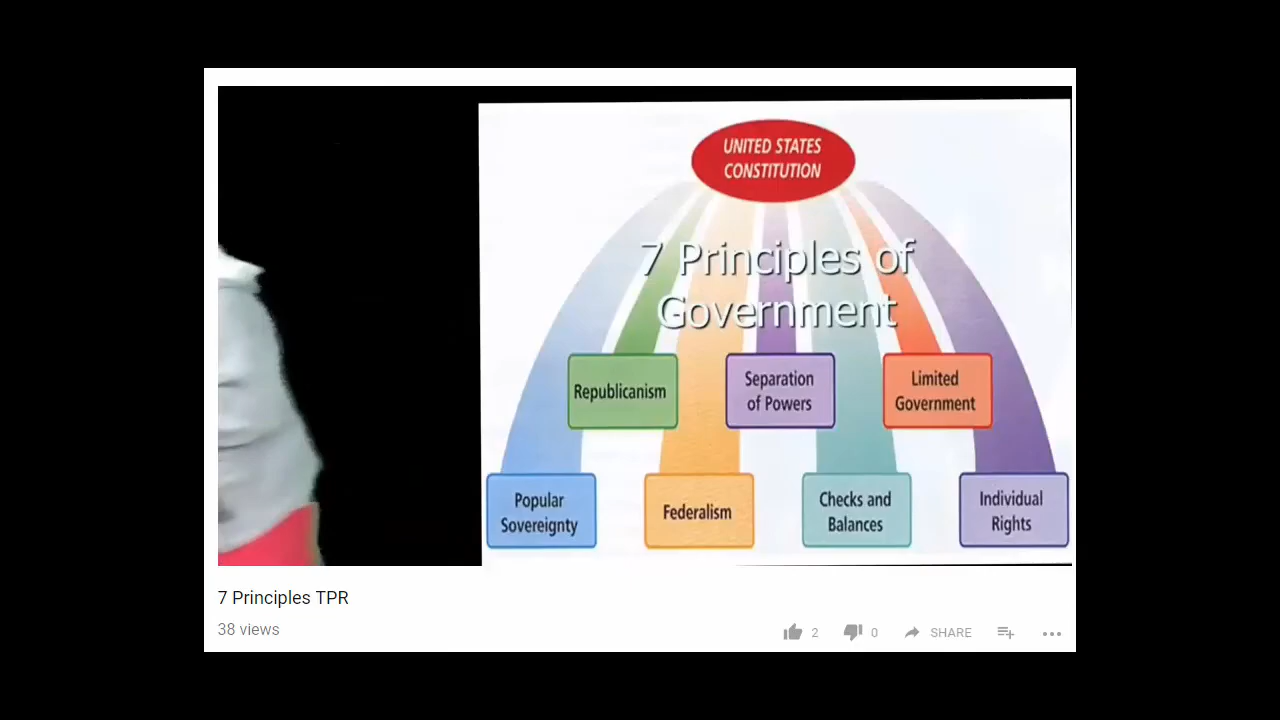 UNITED STATES
CONSTITUTION
7 Principles of
Government
Republicanism
Separation
of Powers
Limited
Government
Popular
Sovereignty
Federalism
Checks and
Balances
Individual
Rights
7 Principles TPR
38 views
2
0
SHARE